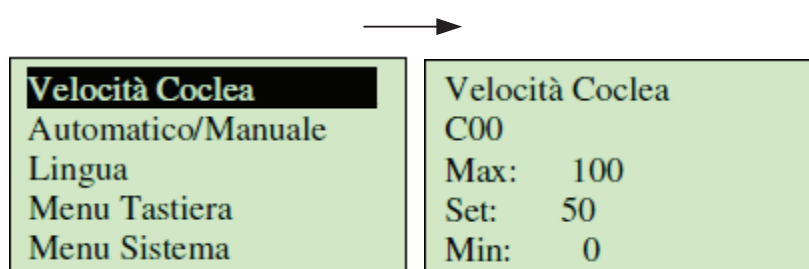 Velocità Coclea
Automatico/Manuale
Lingua
Menu Tastiera
Menu Sistema
Velocità Coclea
C00
Max: 100
Set: 50
Min: 0